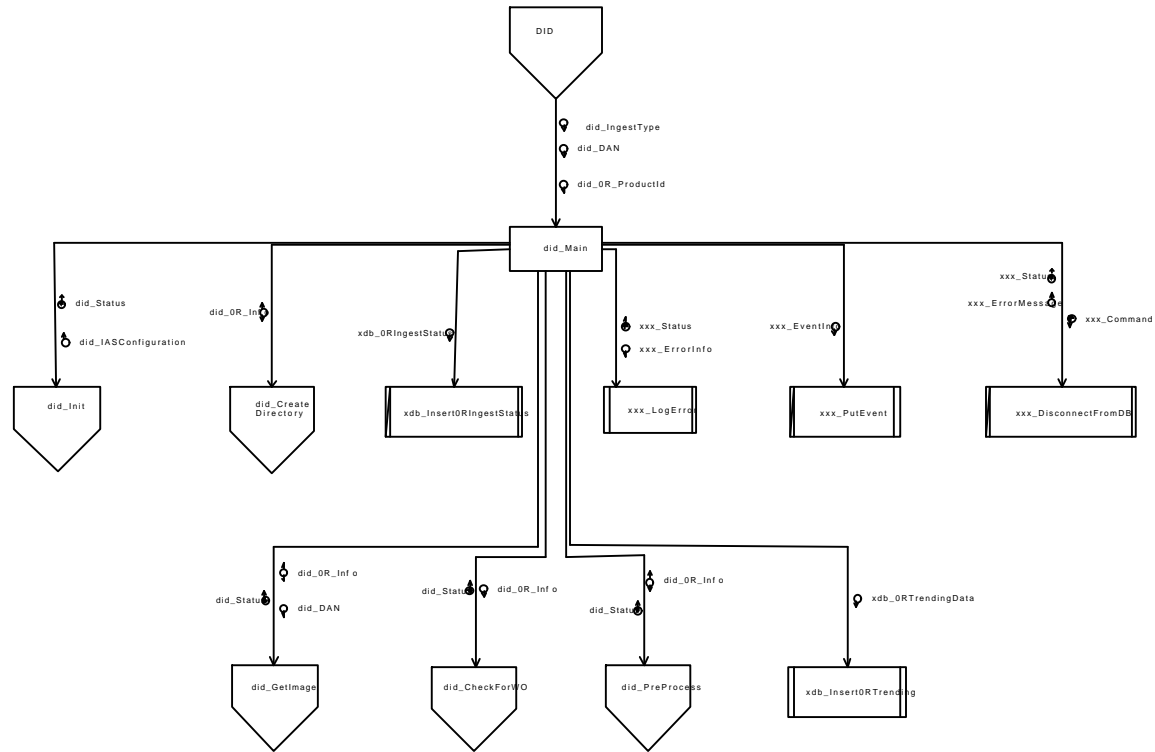 DID
did_IngestType
did_DAN
did_0R_ProductId
did_Main
did_Status
did_IASConfiguration
did_0R_Info
xdb_0RIngestStatus
xxx_Status
xxx_ErrorInfo
xxx_EventInfo
xxx_Status
xxx_ErrorMessage
xxx_Command
did_Init
did_Create
Directory
xdb_Insert0RIngestStatus
xxx_LogError
xxx_PutEvent
xxx_DisconnectFromDB
did_0R_Info
did_Status
did_DAN
did_Status
did_0R_Info
did_0R_Info
did_Status
xdb_0RTrendingData
did_GetImage
did_CheckForWO
did_PreProcess
xdb_Insert0RTrending